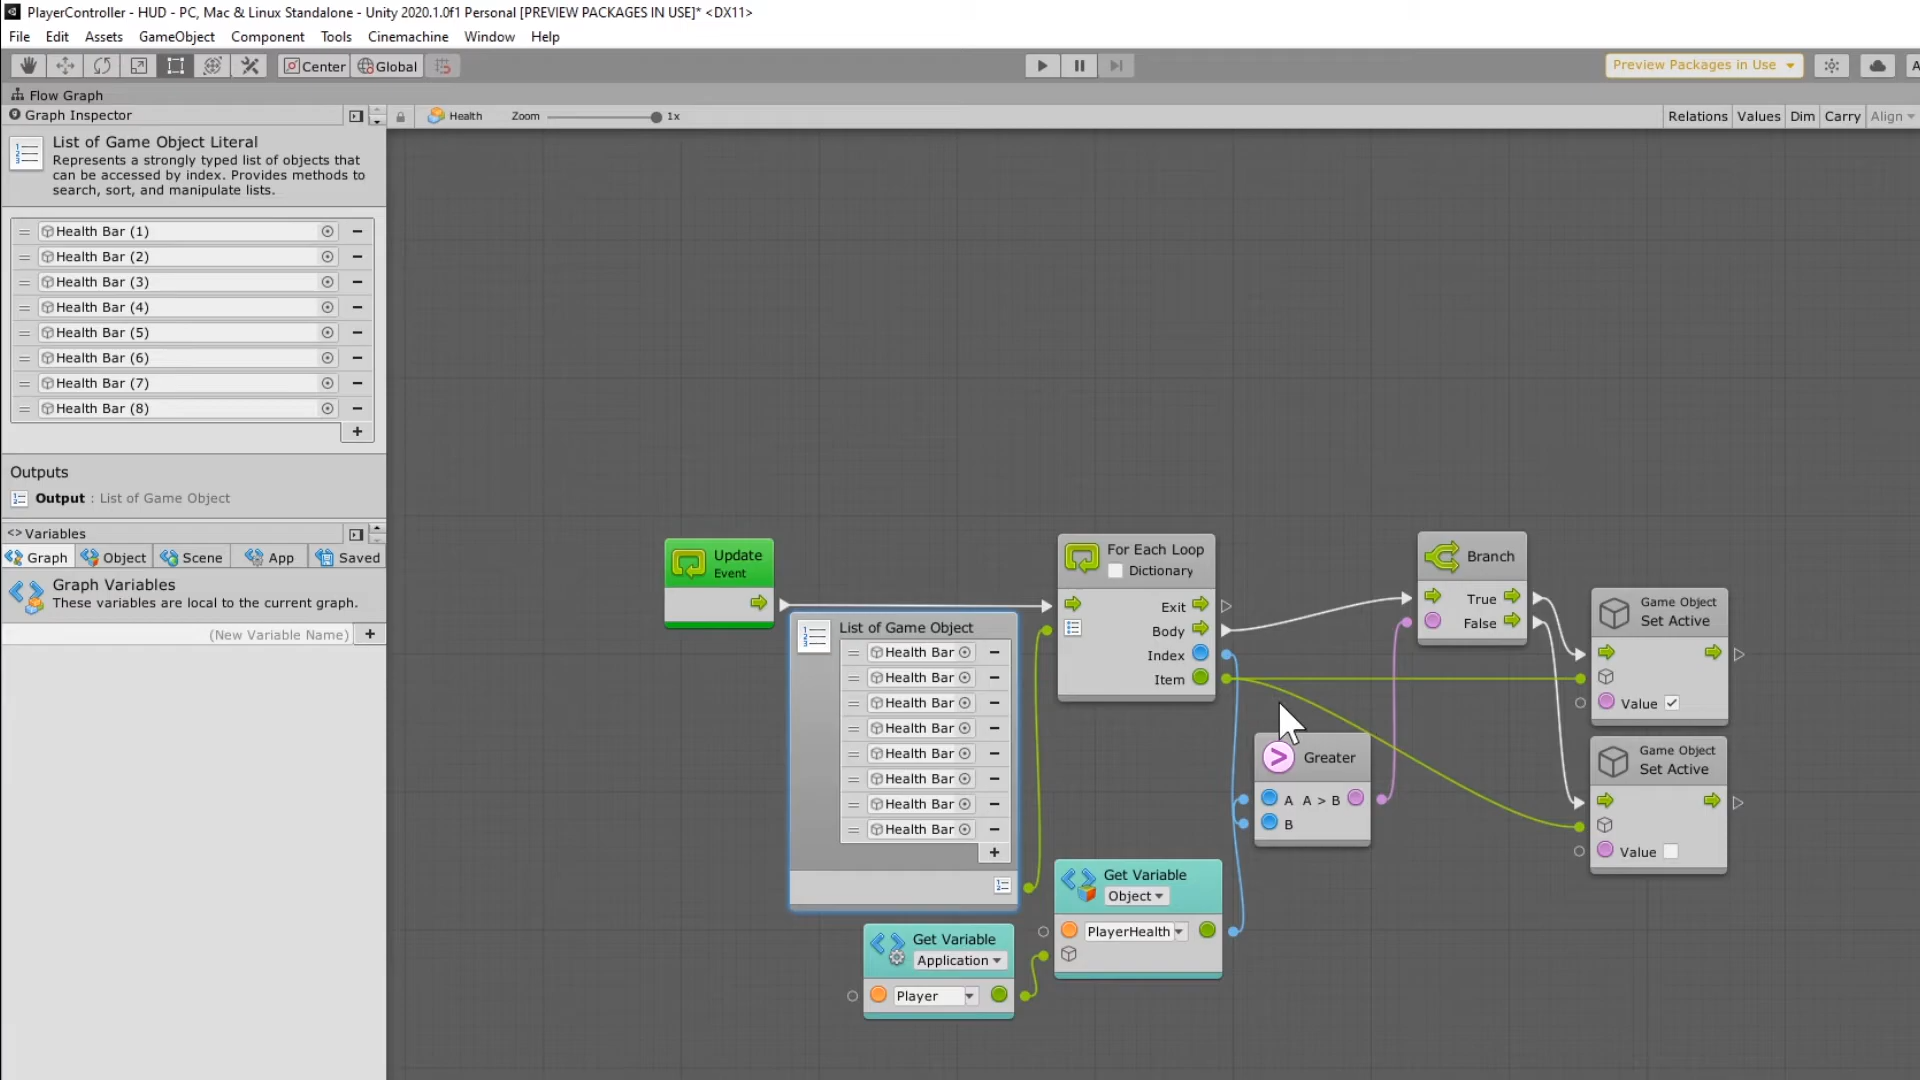 PlayerController - HUD - PC, Mac & Linux Standalone - Unity 2020.1.0f1 Personal [PREVIEW PACKAGES IN USE]* <DX11>
File Edit Assets GameObject Component Tools Cinemachine Window Help
Center Global Preview Packages in Use A
Flow Graph
Graph Inspector
Health Zoom 1x Relations Values Dim Carry Align
List of Game Object Literal
Represents a strongly typed list of objects that
can be accessed by index. Provides methods to
search, sort, and manipulate lists.
Health Bar (1)
Health Bar (2)
Health Bar (3)
Health Bar (4)
Health Bar (5)
Health Bar (6)
Health Bar (7)
Health Bar (8)
+
Outputs
Output : List of Game Object
<> Variables
Graph Object Scene App Saved
Graph Variables
These variables are local to the current graph.
(New Variable Name) +
Update
Event
List of Game Object
Health Bar
Health Bar
Health Bar
Health Bar
Health Bar
Health Bar
Health Bar
Health Bar
+
For Each Loop
Dictionary
Exit
Body
Index
Item
Branch
True
False
Game Object
Set Active
Value
Game Object
Set Active
Value
> Greater
A A > B
B
Get Variable
Object
PlayerHealth
Get Variable
Application
Player